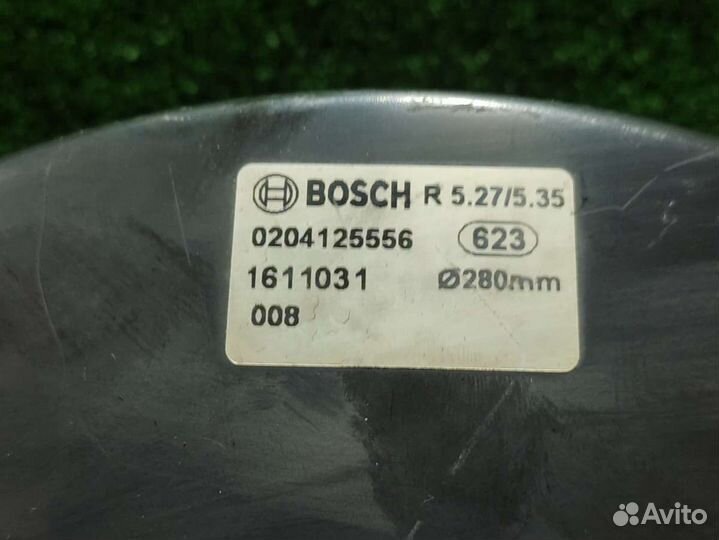 BOSCH R 5.27/5.35
0204125556 623
1611031 Ø280mm
008
Avito